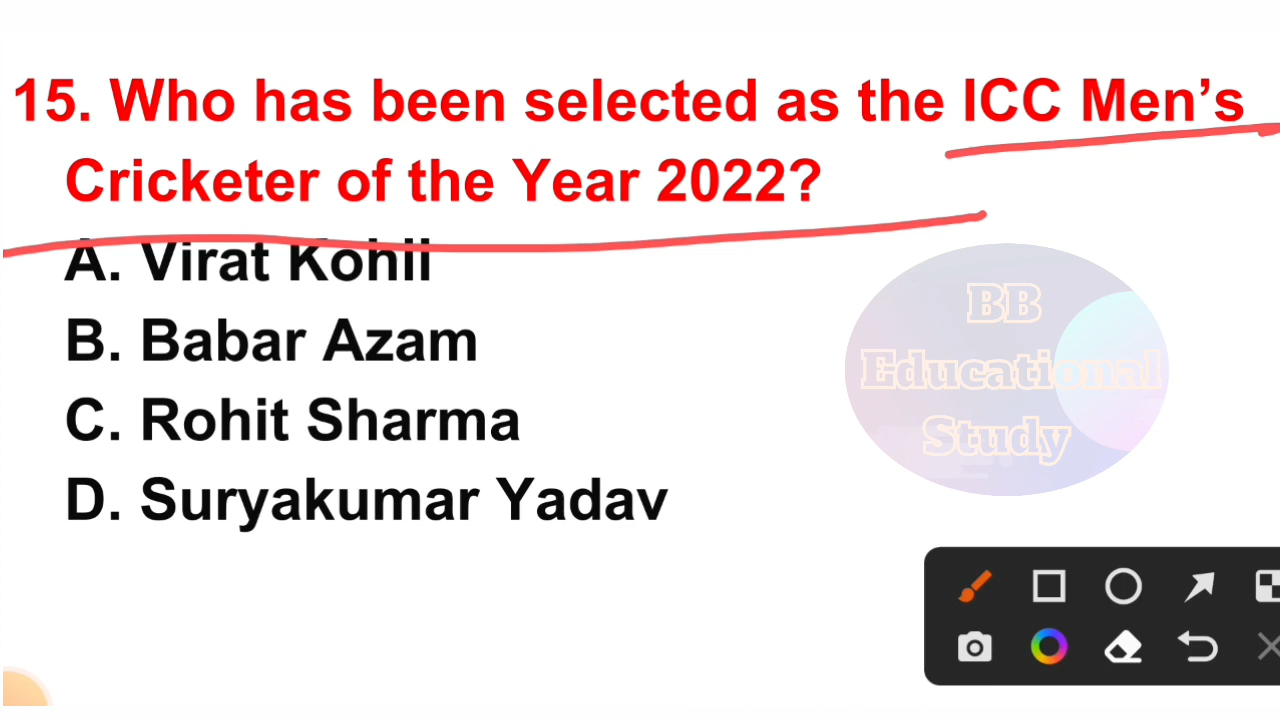 15. Who has been selected as the ICC Men’s
Cricketer of the Year 2022?
A. Virat Kohli
B. Babar Azam
C. Rohit Sharma
D. Suryakumar Yadav
BB
Educational
Study